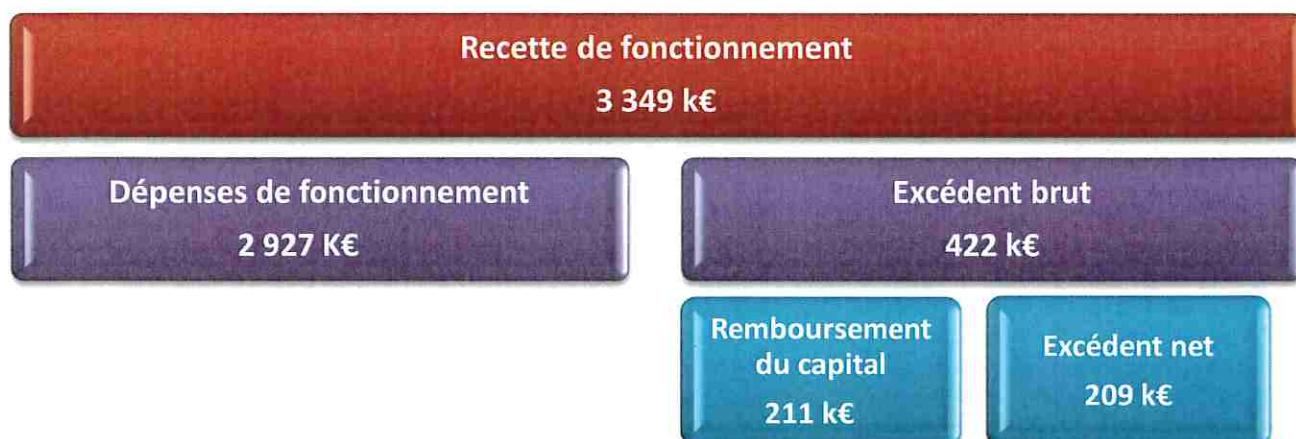 Recette de fonctionnement
3 349 k€
Dépenses de fonctionnement
2 927 K€
Excédent brut
422 k€
Remboursement
du capital
211 k€
Excédent net
209 k€